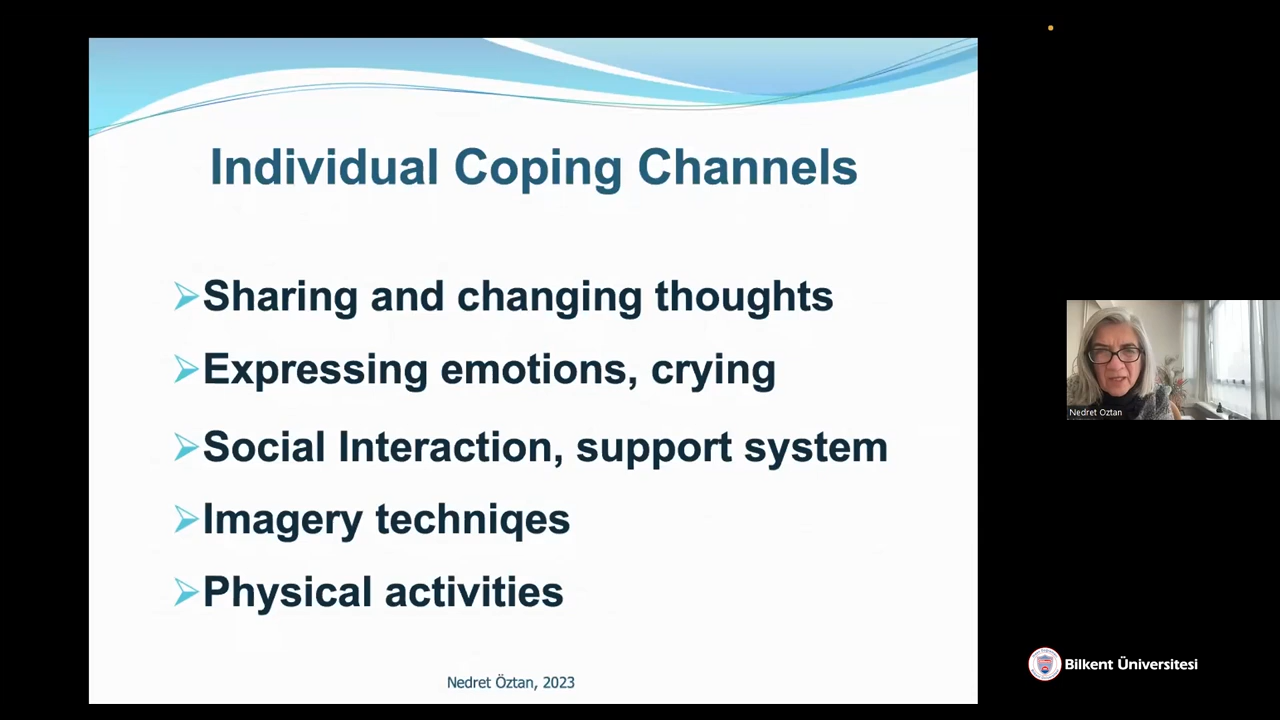 Individual Coping Channels
Sharing and changing thoughts
Expressing emotions, crying
Social Interaction, support system
Imagery techniqes
Physical activities
Nedret Öztan, 2023
Nedret Oztan
Bilkent Üniversitesi